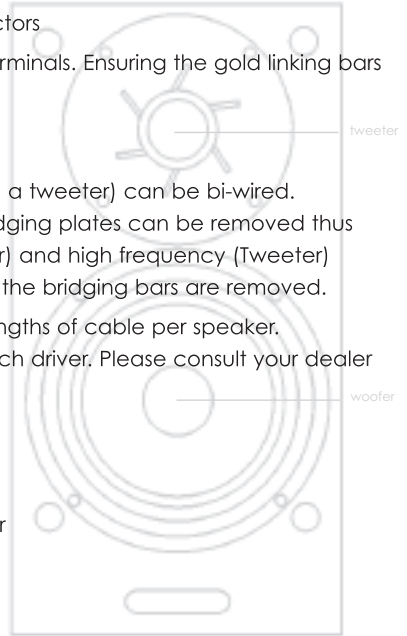 ctors
rminals. Ensuring the gold linking bars
tweeter
a tweeter) can be bi-wired.
dging plates can be removed thus
r) and high frequency (Tweeter)
the bridging bars are removed.
ngths of cable per speaker.
ch driver. Please consult your dealer
woofer
r